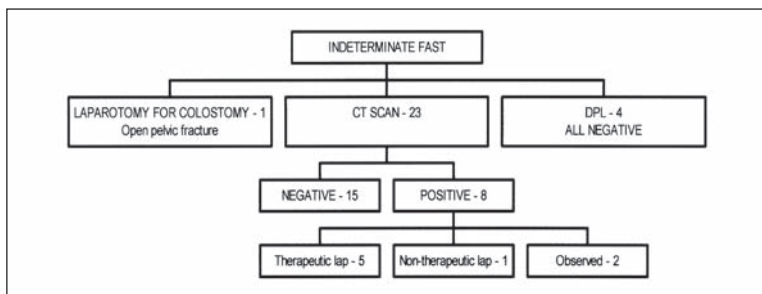 INDETERMINATE FAST
LAPAROTOMY FOR COLOSTOMY - 1
Open pelvic fracture
CT SCAN - 23
DPL - 4
ALL NEGATIVE
NEGATIVE - 15
POSITIVE - 8
Therapeutic lap - 5
Non-therapeutic lap - 1
Observed - 2